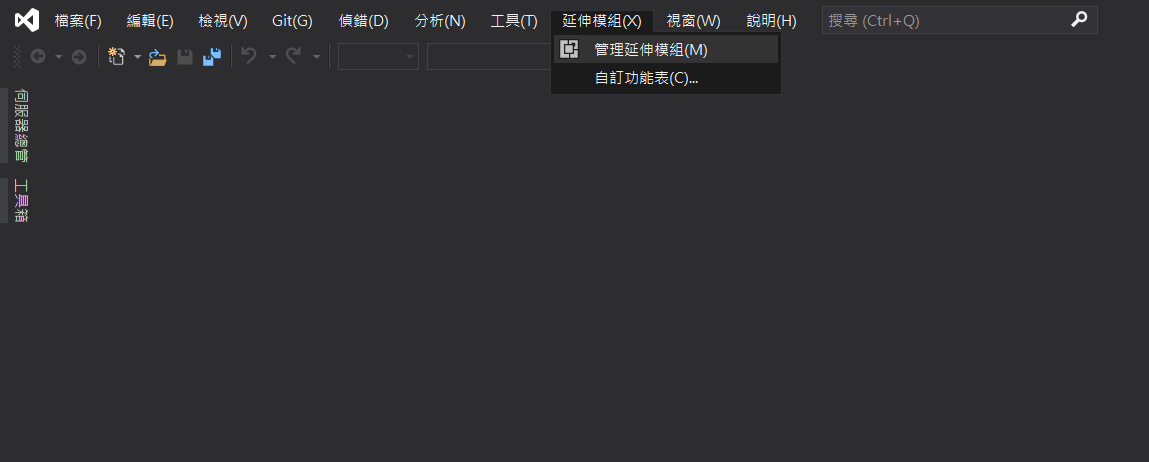 檔案(F) 編輯(E) 檢視(V) Git(G) 偵錯(D) 分析(N) 工具(T) 延伸模組(X) 視窗(W) 說明(H) 搜尋 (Ctrl+Q)
管理延伸模組(M)
自訂功能表(C)...
伺服器總管
工具箱